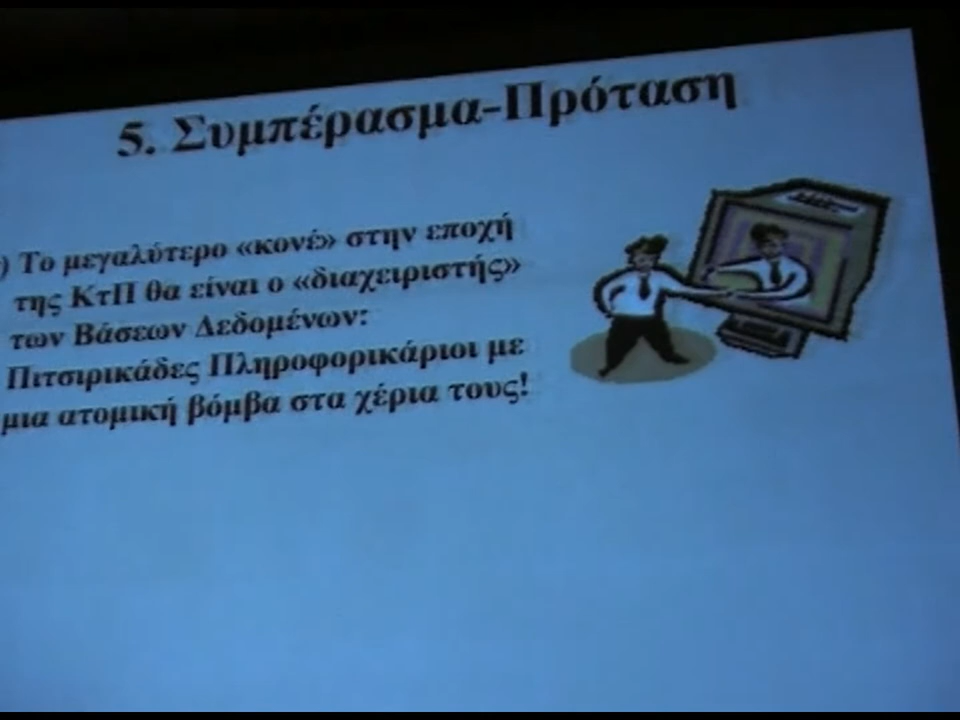 5. Συμπέρασμα-Πρόταση
) Το μεγαλύτερο «κονέ» στην εποχή
της ΚτΠ θα είναι ο «διαχειριστής»
των Βάσεων Δεδομένων:
Πιτσιρικάδες Πληροφορικάριοι με
μια ατομική βόμβα στα χέρια τους!